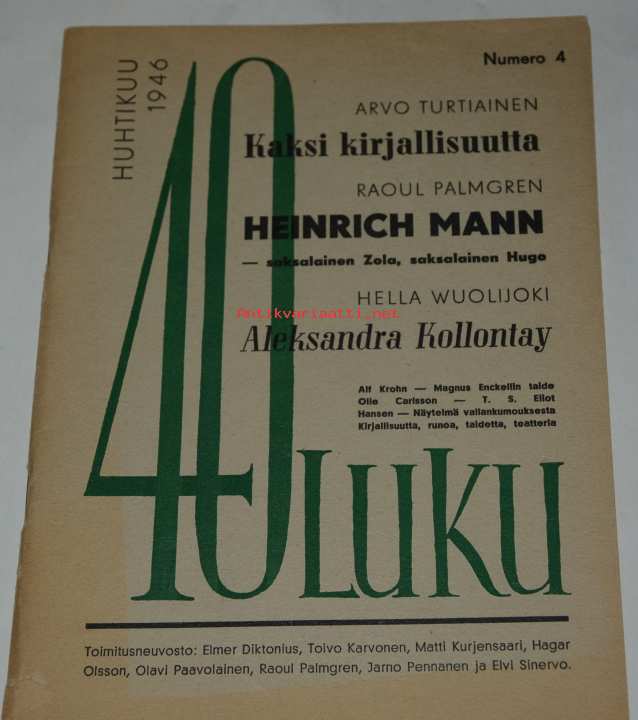 HUHTIKUU
1946
Numero 4
ARVO TURTIAINEN
Kaksi kirjallisuutta
RAOUL PALMGREN
HEINRICH MANN
— saksalainen Zola, saksalainen Hugo
HELLA WUOLIJOKI
Antikvariaatti.net
Aleksandra Kollontay
Alf Krohn — Magnus Enckellin taide
Olle Carlsson — T. S. Eliot
Hansen — Näytelmä vallankumouksesta
Kirjallisuutta, runoa, taidetta, teatteria
40LUKU
Toimitusneuvosto: Elmer Diktonius, Toivo Karvonen, Matti Kurjensaari, Hagar
Olsson, Olavi Paavolainen, Raoul Palmgren, Jarno Pennanen ja Elvi Sinervo.